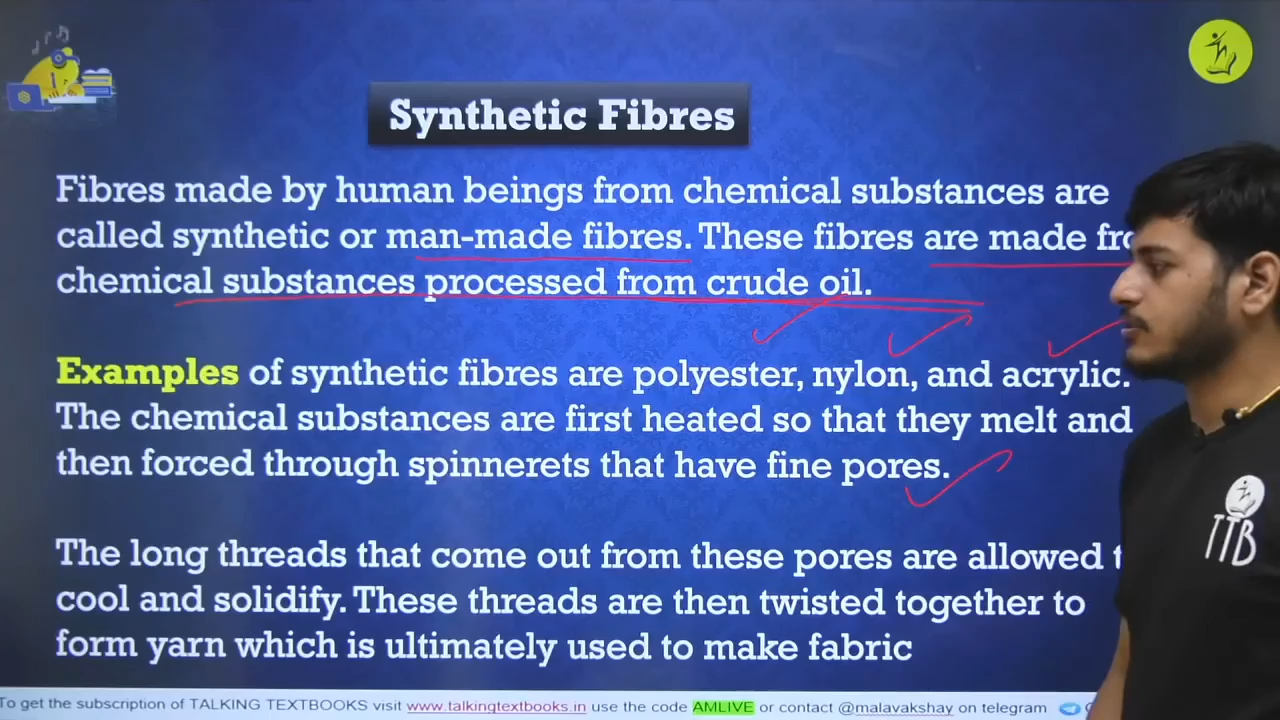 Synthetic Fibres
Fibres made by human beings from chemical substances are
called synthetic or man-made fibres. These fibres are made
chemical substances processed from crude oil.
Examples of synthetic fibres are polyester, nylon, and acrylic.
The chemical substances are first heated so that they melt and
then forced through spinnerets that have fine pores.
The long threads that come out from these pores are allowed
cool and solidify. These threads are then twisted together to
form yarn which is ultimately used to make fabric
TTB
To get the subscription of TALKING TEXTBOOKS visit www.talkingtextbooks.in use the code AMLIVE or contact @malavakshay on telegram